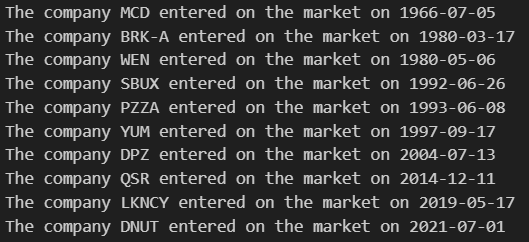 The company MCD entered on the market on 1966-07-05
The company BRK-A entered on the market on 1980-03-17
The company WEN entered on the market on 1980-05-06
The company SBUX entered on the market on 1992-06-26
The company PZZA entered on the market on 1993-06-08
The company YUM entered on the market on 1997-09-17
The company DPZ entered on the market on 2004-07-13
The company QSR entered on the market on 2014-12-11
The company LKNCY entered on the market on 2019-05-17
The company DNUT entered on the market on 2021-07-01